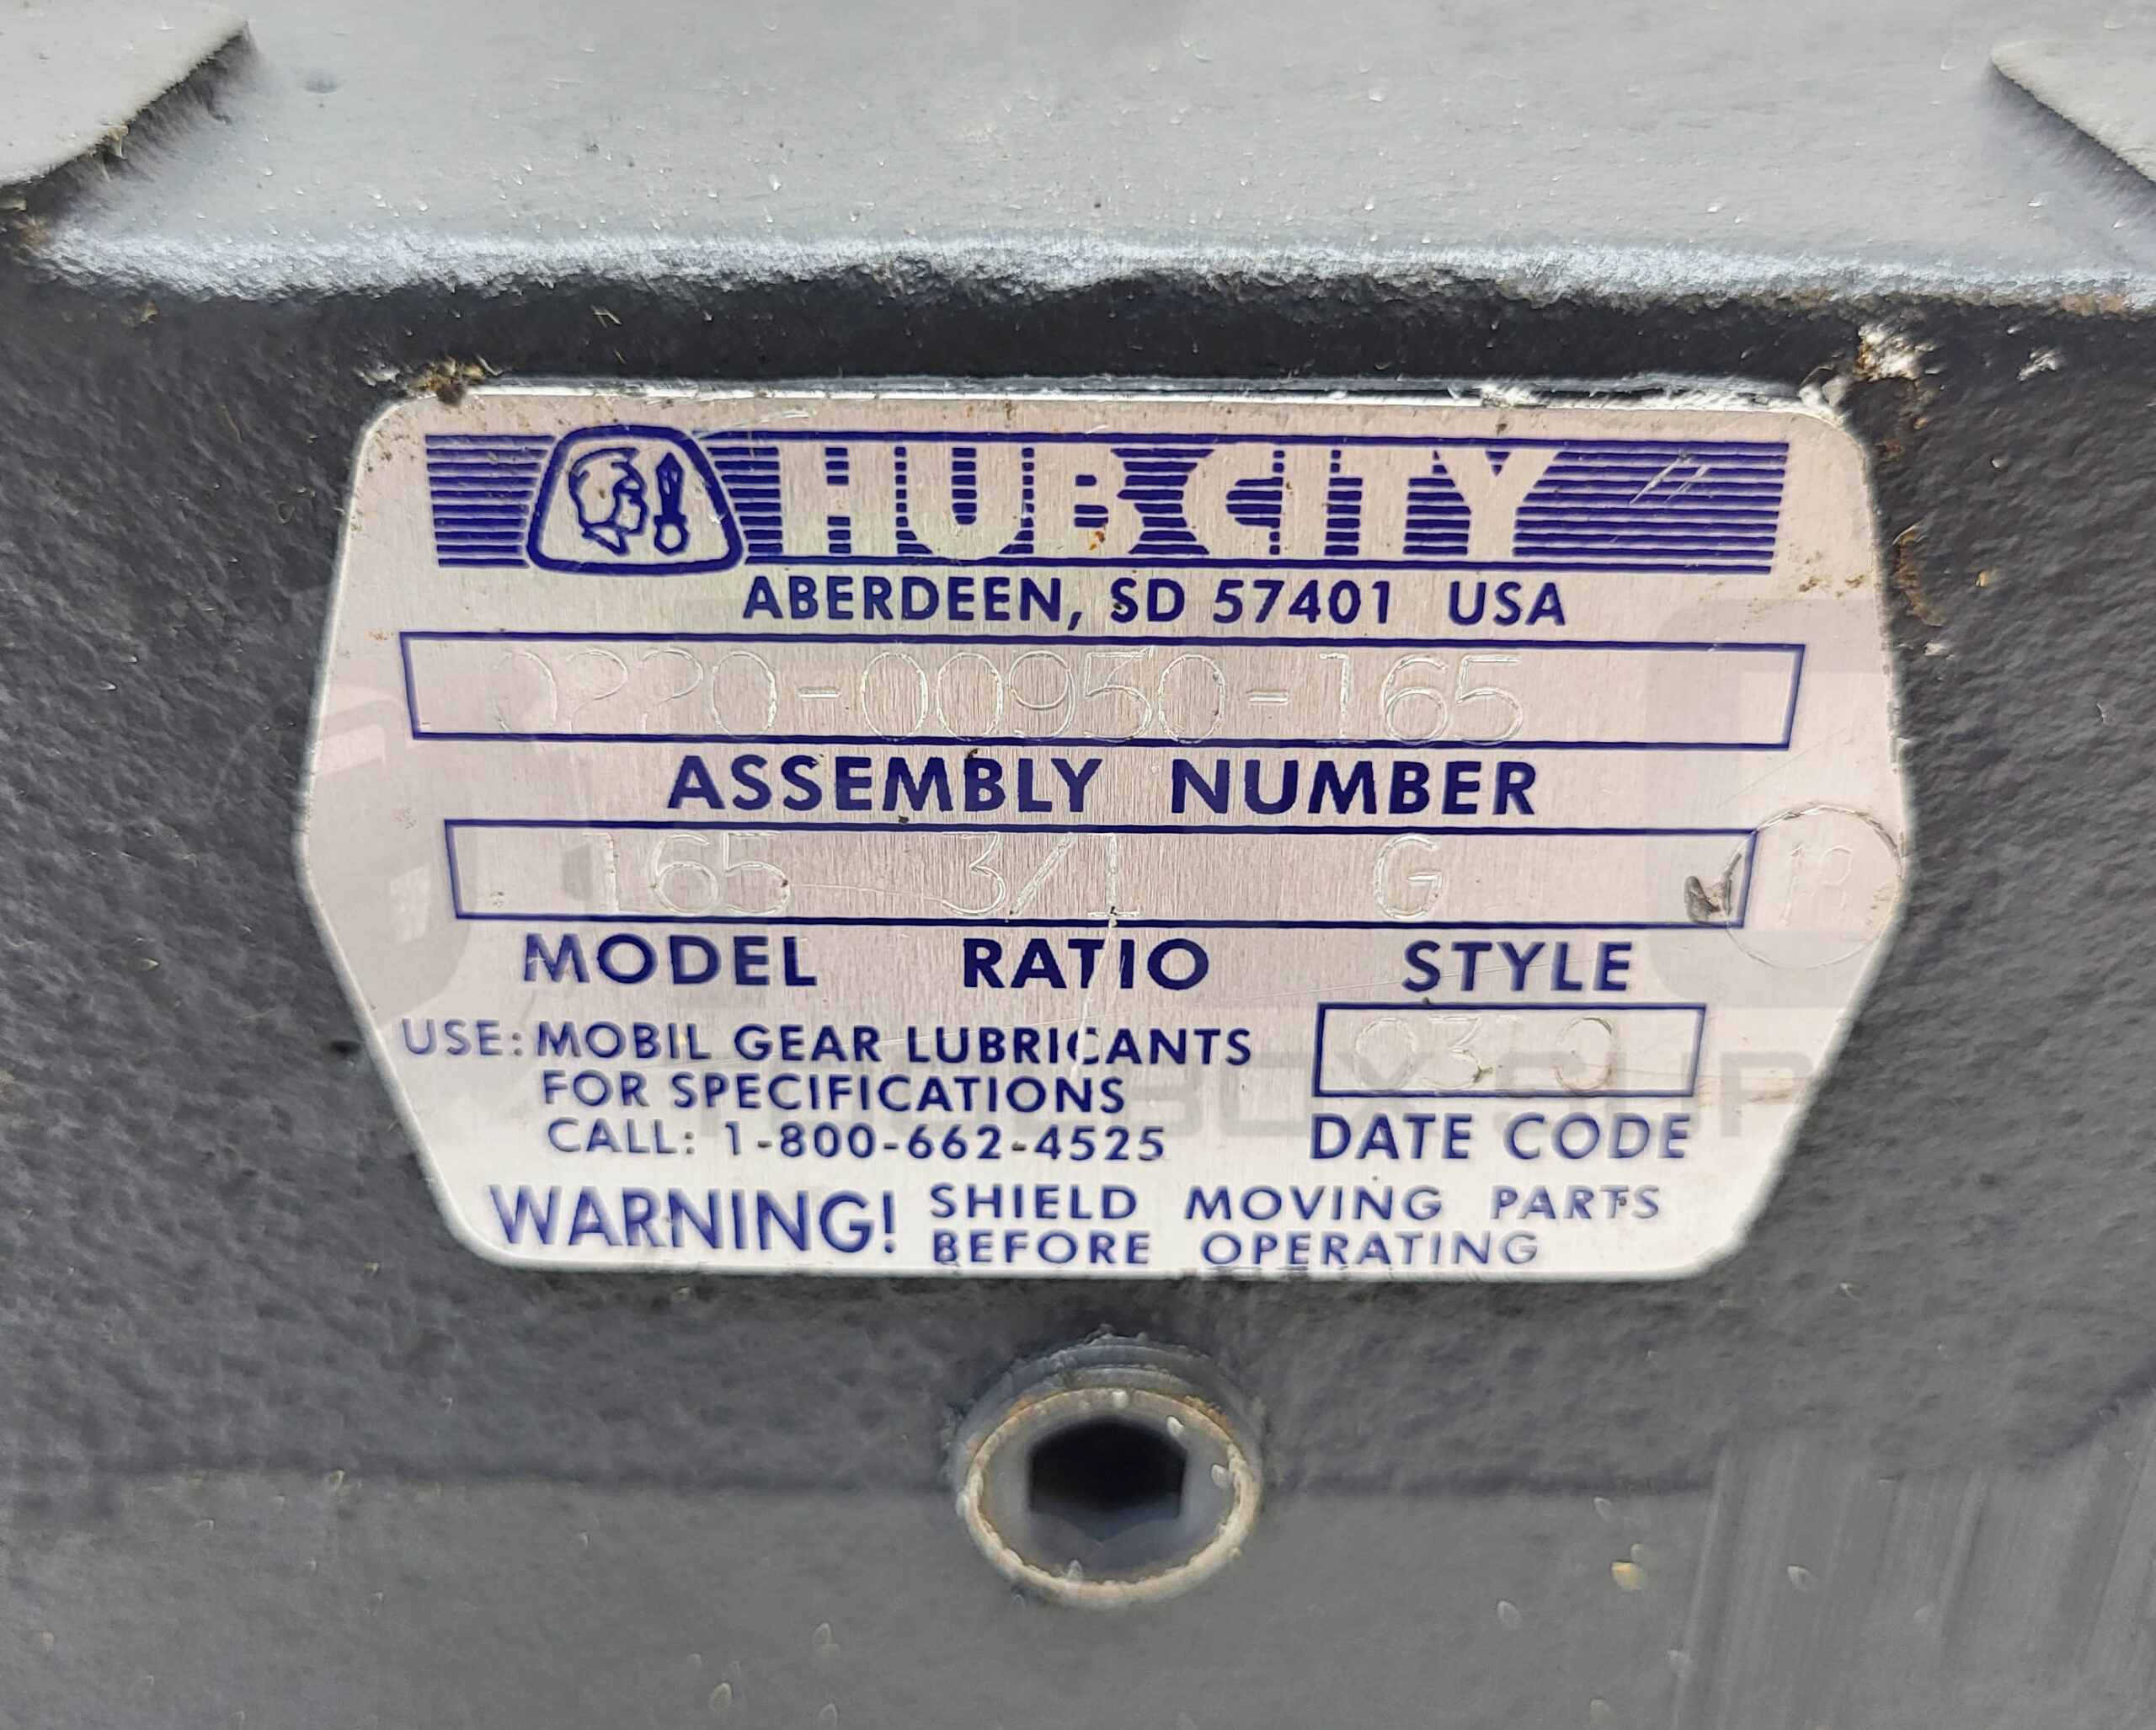 HUB CITY
ABERDEEN, SD 57401 USA
0220-00950-165
ASSEMBLY NUMBER
165 3/1 G
MODEL RATIO STYLE
USE: MOBIL GEAR LUBRICANTS
FOR SPECIFICATIONS
CALL: 1-800-662-4525
DATE CODE
WARNING! SHIELD MOVING PARTS
BEFORE OPERATING